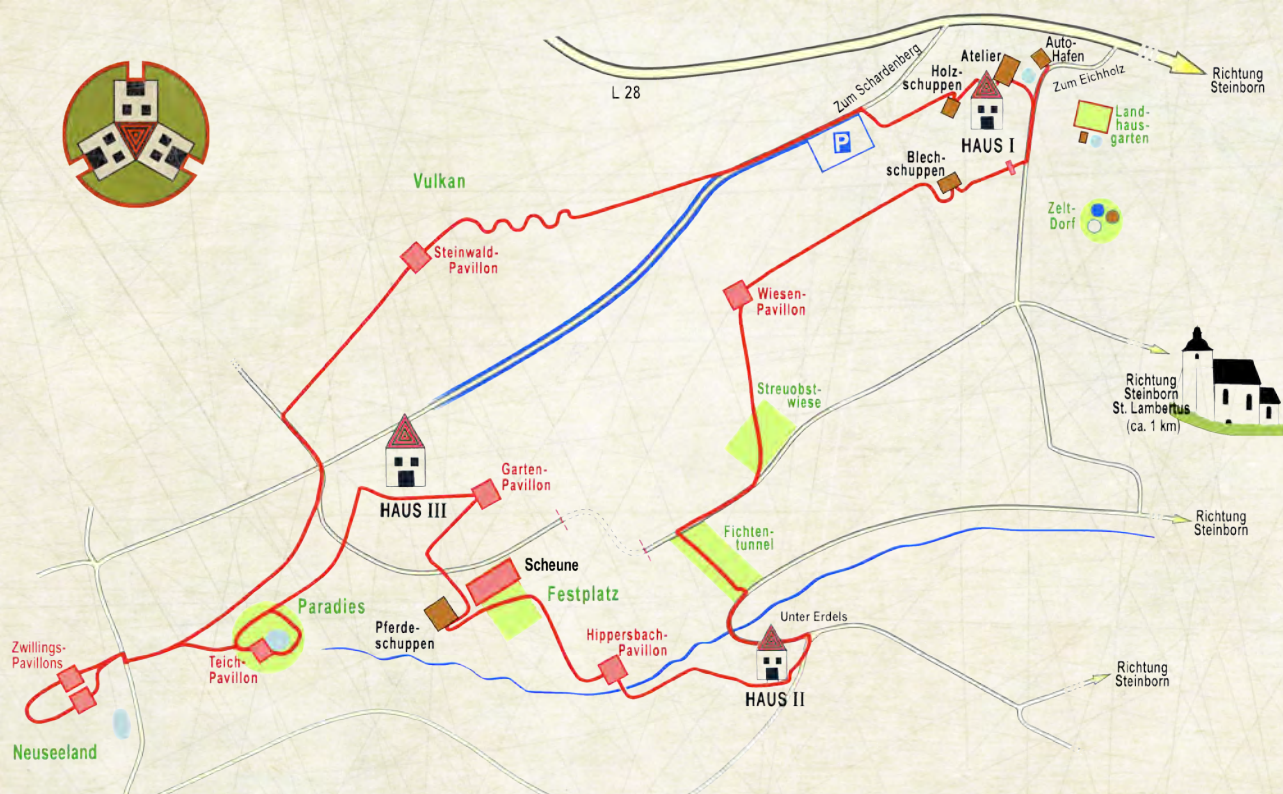 L 28
Zum Schardenberg
Holz-
schuppen
Atelier
Auto-
Hafen
Zum Eichholz
Richtung
Steinborn
P
HAUS I
Land-
haus-
garten
Blech-
schuppen
Vulkan
Zelt-
Dorf
Steinwald-
Pavillon
Wiesen-
Pavillon
Richtung
Steinborn
St. Lambertus
(ca. 1 km)
Streuobst-
wiese
HAUS III
Garten-
Pavillon
Fichten-
tunnel
Richtung
Steinborn
Scheune
Festplatz
Paradies
Pferde-
schuppen
Unter Erdels
Hippersbach-
Pavillon
Zwillings-
Pavillons
Teich-
Pavillon
HAUS II
Richtung
Steinborn
Neuseeland